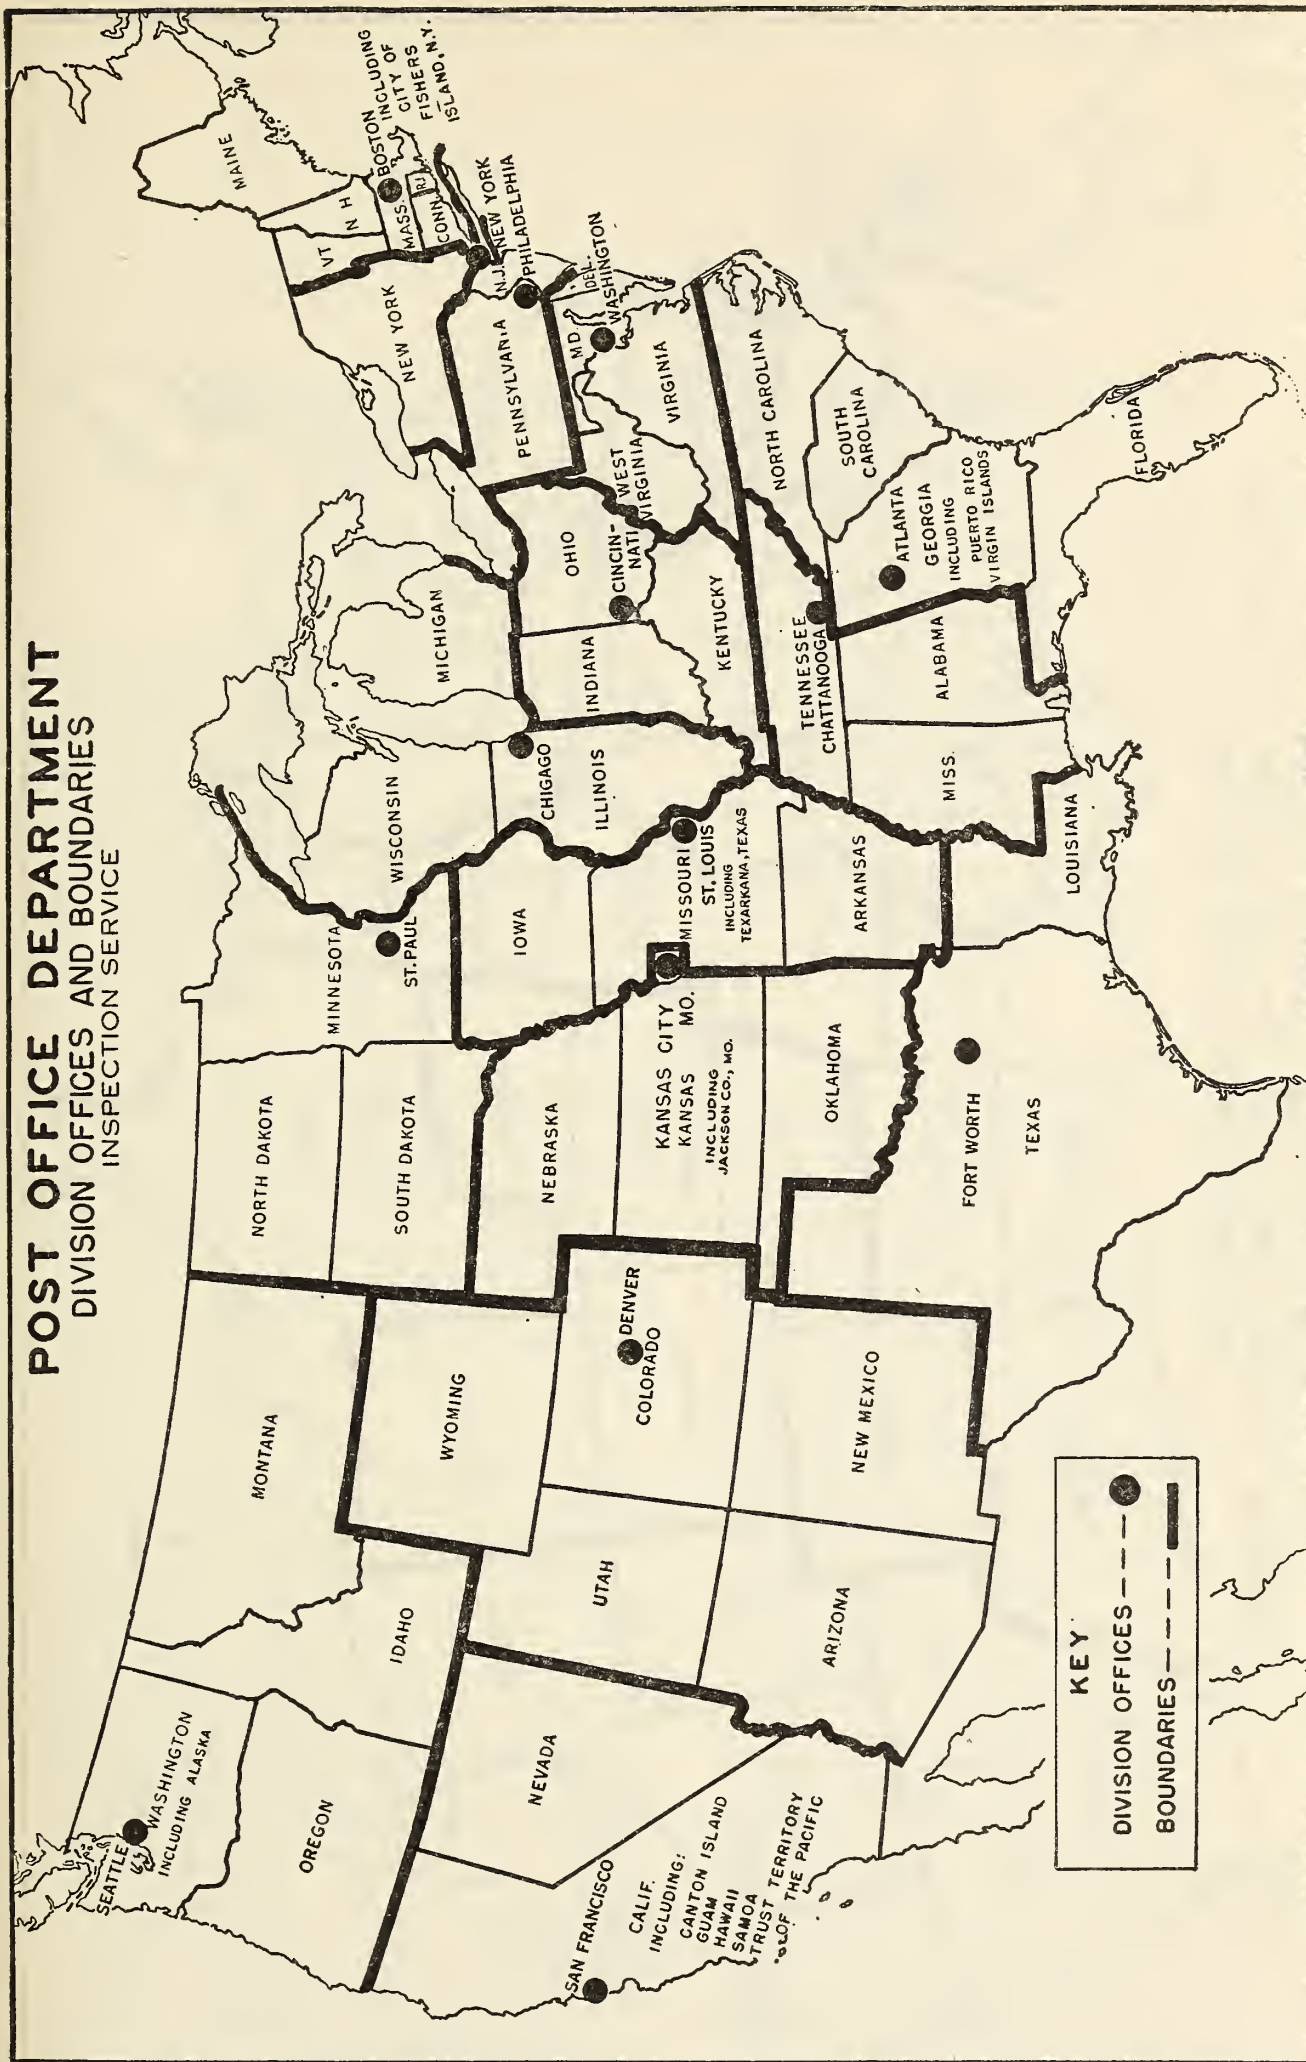 POST OFFICE DEPARTMENT
DIVISION OFFICES AND BOUNDARIES
INSPECTION SERVICE
SEATTLE
WASHINGTON
INCLUDING ALASKA
OREGON
IDAHO
MONTANA
WYOMING
NEVADA
UTAH
ARIZONA
SAN FRANCISCO
CALIF.
INCLUDING:
CANTON ISLAND
GUAM
HAWAII
SAMOA
TRUST TERRITORY
OF THE PACIFIC
DENVER
COLORADO
NEW MEXICO
NORTH DAKOTA
SOUTH DAKOTA
NEBRASKA
KANSAS CITY
KANSAS MO.
INCLUDING
JACKSON CO., MO.
OKLAHOMA
FORT WORTH
TEXAS
MINNESOTA
ST. PAUL
IOWA
MISSOURI
ST. LOUIS
INCLUDING
TEXARKANA, TEXAS
ARKANSAS
LOUISIANA
WISCONSIN
CHIGAGO
ILLINOIS
MICHIGAN
INDIANA
OHIO
CINCIN-
NATI
KENTUCKY
TENNESSEE
CHATTANOOGA
MISS.
ALABAMA
ATLANTA
GEORGIA
INCLUDING
PUERTO RICO
VIRGIN ISLANDS
FLORIDA
SOUTH
CAROLINA
NORTH CAROLINA
VIRGINIA
WEST
VIRGINIA
MD.
DEL.
WASHINGTON
PENNSYLVARIA
PHILADELPHIA
N.J.
NEW YORK
NEW YORK
VT
N H
MAINE
MASS.
CONN.
R.I.
BOSTON
INCLUDING
CITY OF
FISHERS
ISLAND, N.Y.
KEY
DIVISION OFFICES
BOUNDARIES